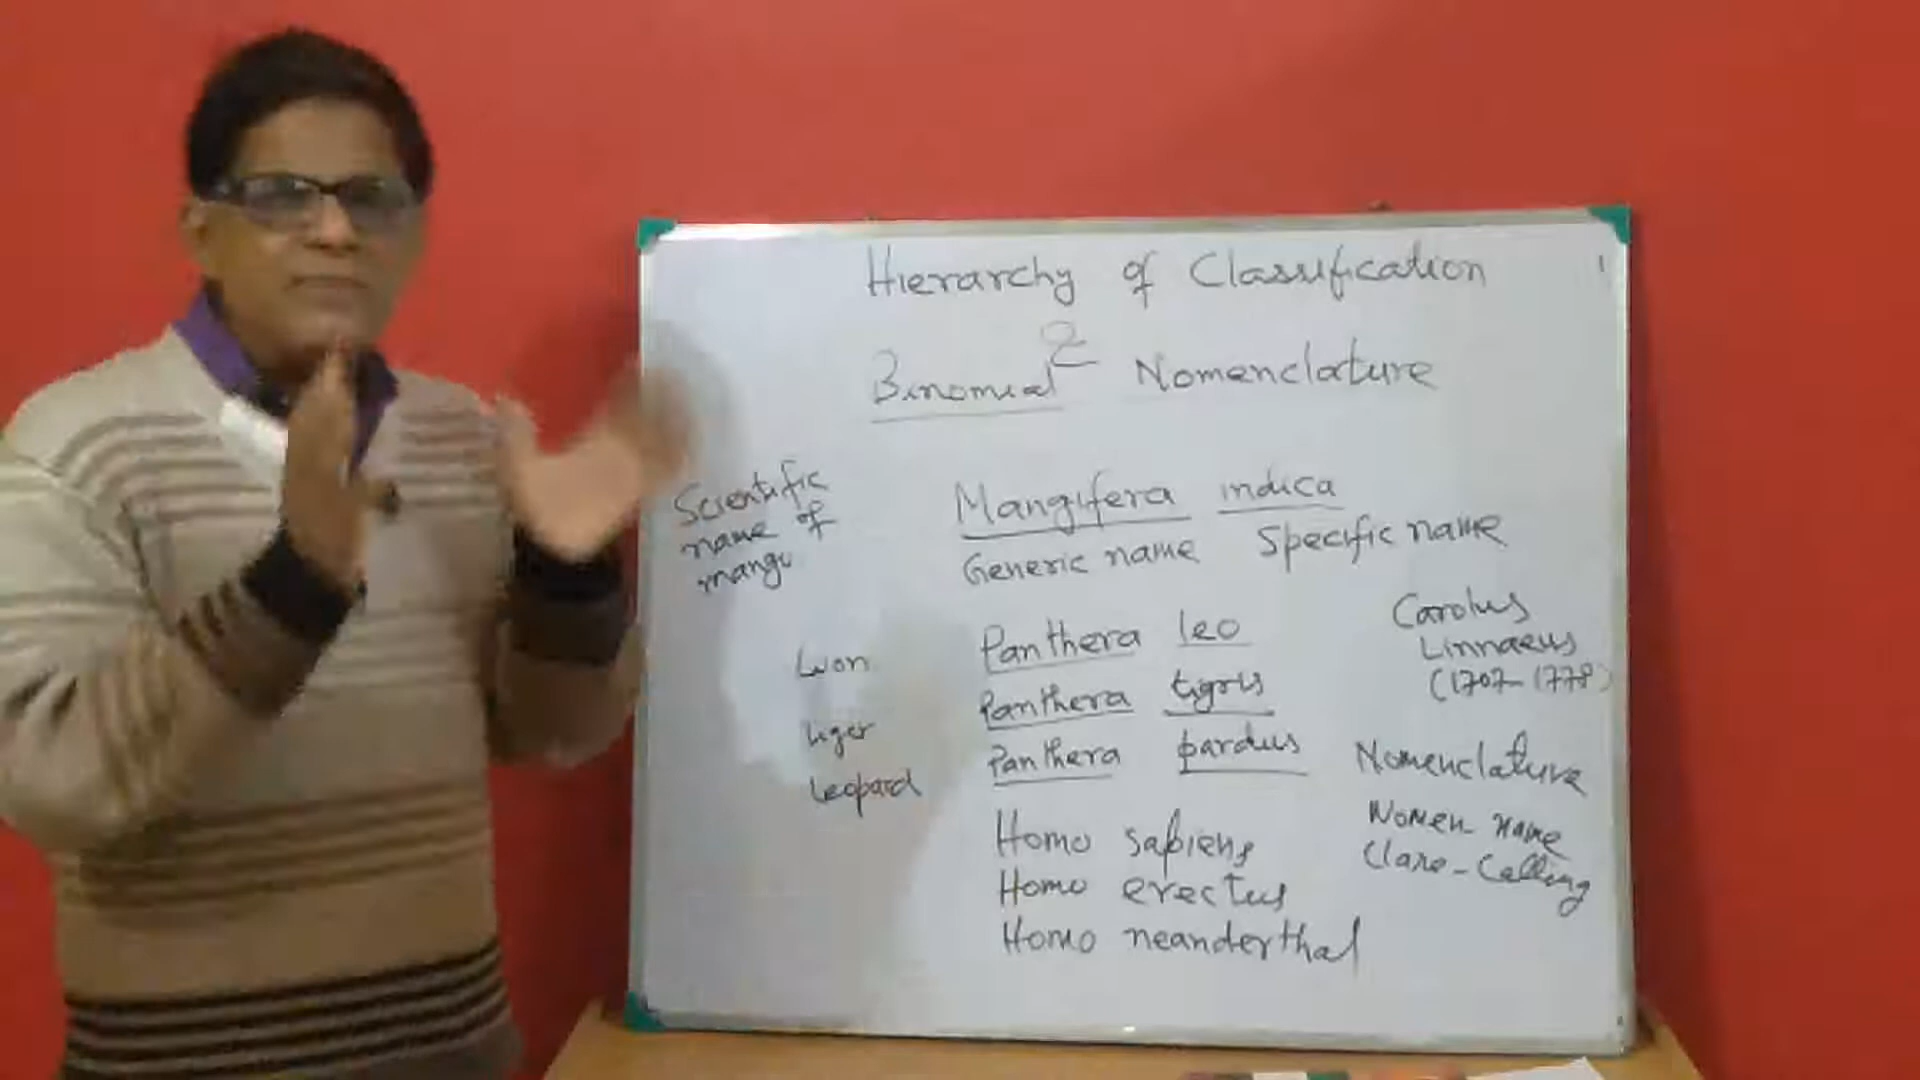 Hierarchy of Classification
&
Binomial Nomenclature
Scientific
name of
mango
Mangifera indica
Generic name Specific name
Lion Panthera leo
tiger Panthera tigris
Leopard Panthera pardus
Homo sapiens
Homo erectus
Homo neanderthal
Carolus
Linnaeus
(1707-1778)
Nomenclature
Nomen name
Clare-Calling